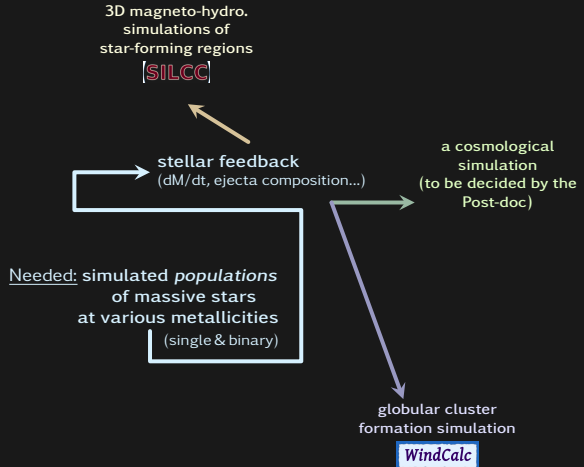 3D magneto-hydro.
simulations of
star-forming regions
[SILCC]
stellar feedback
(dM/dt, ejecta composition...)
a cosmological
simulation
(to be decided by the
Post-doc)
Needed: simulated populations
of massive stars
at various metallicities
(single & binary)
globular cluster
formation simulation
WindCalc